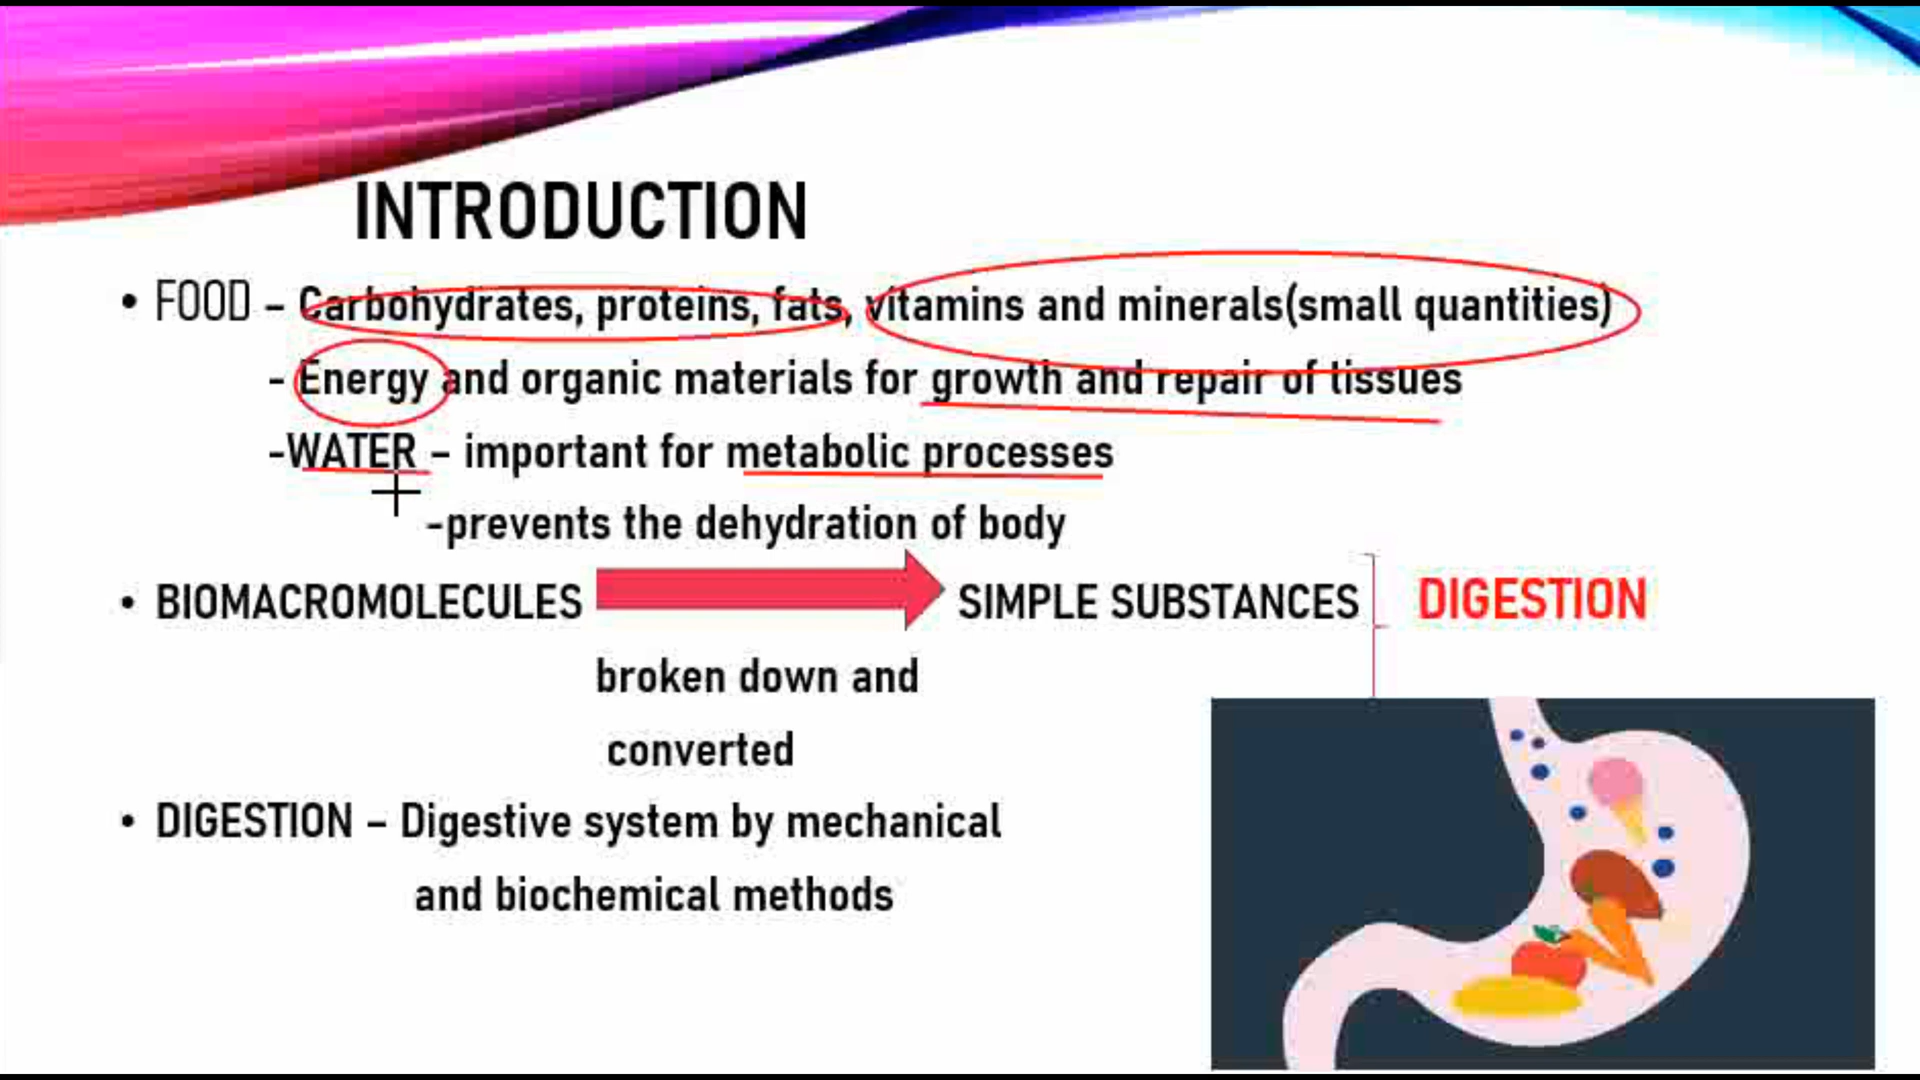 INTRODUCTION
• FOOD – Carbohydrates, proteins, fats, vitamins and minerals(small quantities)
- Energy and organic materials for growth and repair of tissues
-WATER – important for metabolic processes
-prevents the dehydration of body
• BIOMACROMOLECULES SIMPLE SUBSTANCES DIGESTION
broken down and
converted
• DIGESTION – Digestive system by mechanical
and biochemical methods